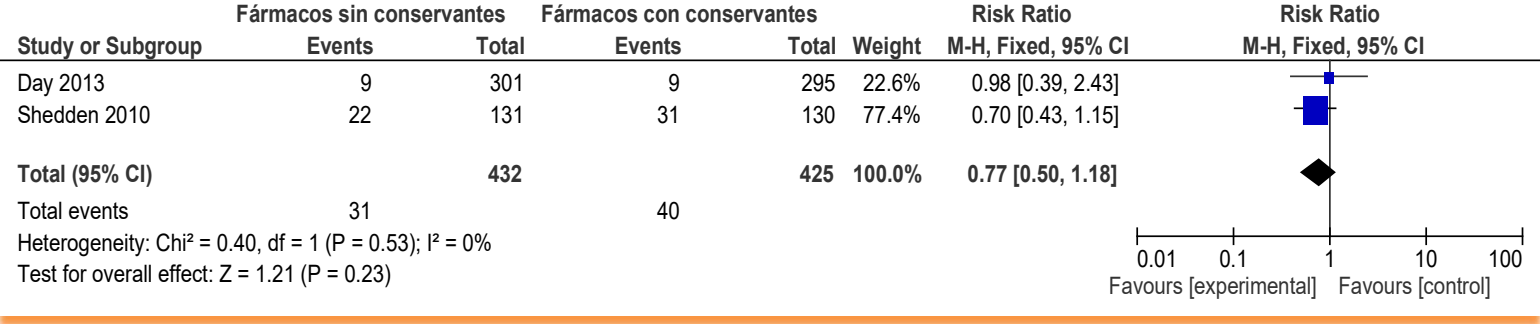 Fármacos sin conservantes Fármacos con conservantes Risk Ratio Risk Ratio
Study or Subgroup Events Total Events Total Weight M-H, Fixed, 95% CI M-H, Fixed, 95% CI
Day 2013 9 301 9 295 22.6% 0.98 [0.39, 2.43]
Shedden 2010 22 131 31 130 77.4% 0.70 [0.43, 1.15]
Total (95% CI) 432 425 100.0% 0.77 [0.50, 1.18]
Total events 31 40
Heterogeneity: Chi² = 0.40, df = 1 (P = 0.53); I² = 0%
Test for overall effect: Z = 1.21 (P = 0.23)
0.01 0.1 1 10 100
Favours [experimental] Favours [control]